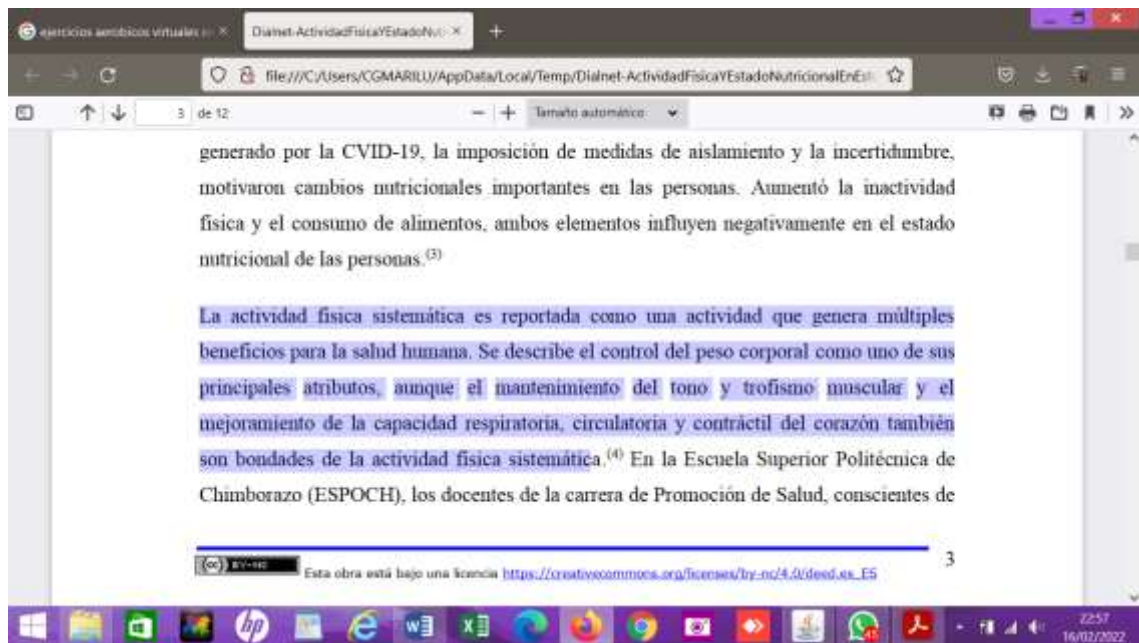 ejercicios aeróbicos virtuales
Dialnet-ActividadFisicaYEstadoNutri
file:///C:/Users/CGMARILU/AppData/Local/Temp/Dialnet-ActividadFisicaYEstadoNutricionalEnEst
3 de 12
Tamaño automático
generado por la CVID-19, la imposición de medidas de aislamiento y la incertidumbre,
motivaron cambios nutricionales importantes en las personas. Aumentó la inactividad
física y el consumo de alimentos, ambos elementos influyen negativamente en el estado
nutricional de las personas.(3)
La actividad física sistemática es reportada como una actividad que genera múltiples
beneficios para la salud humana. Se describe el control del peso corporal como uno de sus
principales atributos, aunque el mantenimiento del tono y trofismo muscular y el
mejoramiento de la capacidad respiratoria, circulatoria y contráctil del corazón también
son bondades de la actividad física sistemática.(4) En la Escuela Superior Politécnica de
Chimborazo (ESPOCH), los docentes de la carrera de Promoción de Salud, conscientes de
3
(cc) BY-NC
Esta obra está bajo una licencia https://creativecommons.org/licenses/by-nc/4.0/deed.es_ES
22:57
16/02/2022